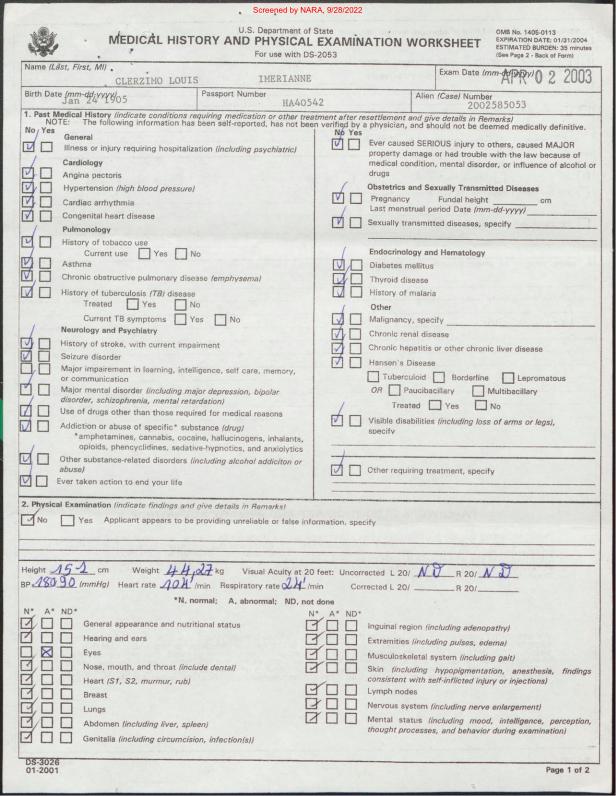 Screened by NARA, 9/28/2022
U.S. Department of State
MEDICAL HISTORY AND PHYSICAL EXAMINATION WORKSHEET
For use with DS-2053
OMB No. 1405-0113
EXPIRATION DATE: 01/31/2004
ESTIMATED BURDEN: 35 minutes
(See Page 2 - Back of Form)
Name (Last, First, MI)
CLERZIMO LOUIS IMERIANNE
Exam Date (mm-dd-yyyy) APR 02 2003
Birth Date (mm-dd-yyyy) Jan 24 1905
Passport Number HA40542
Alien (Case) Number 2002585053
1. Past Medical History (indicate conditions requiring medication or other treatment after resettlement and give details in Remarks)
NOTE: The following information has been self-reported, has not been verified by a physician, and should not be deemed medically definitive.
No Yes
General
Illness or injury requiring hospitalization (including psychiatric)
Cardiology
Angina pectoris
Hypertension (high blood pressure)
Cardiac arrhythmia
Congenital heart disease
Pulmonology
History of tobacco use
Current use Yes No
Asthma
Chronic obstructive pulmonary disease (emphysema)
History of tuberculosis (TB) disease
Treated Yes No
Current TB symptoms Yes No
Neurology and Psychiatry
History of stroke, with current impairment
Seizure disorder
Major impairment in learning, intelligence, self care, memory,
or communication
Major mental disorder (including major depression, bipolar
disorder, schizophrenia, mental retardation)
Use of drugs other than those required for medical reasons
Addiction or abuse of specific* substance (drug)
*amphetamines, cannabis, cocaine, hallucinogens, inhalants,
opioids, phencyclidines, sedative-hypnotics, and anxiolytics
Other substance-related disorders (including alcohol addiciton or
abuse)
Ever taken action to end your life
No Yes
Ever caused SERIOUS injury to others, caused MAJOR
property damage or had trouble with the law because of
medical condition, mental disorder, or influence of alcohol or
drugs
Obstetrics and Sexually Transmitted Diseases
Pregnancy Fundal height cm
Last menstrual period Date (mm-dd-yyyy)
Sexually transmitted diseases, specify
Endocrinology and Hematology
Diabetes mellitus
Thyroid disease
History of malaria
Other
Malignancy, specify
Chronic renal disease
Chronic hepatitis or other chronic liver disease
Hansen's Disease
Tuberculoid Borderline Lepromatous
OR Paucibacillary Multibacillary
Treated Yes No
Visible disabilities (including loss of arms or legs),
specify
Other requiring treatment, specify
2. Physical Examination (indicate findings and give details in Remarks)
No Yes Applicant appears to be providing unreliable or false information, specify
Height cm Weight 44,27 kg Visual Acuity at 20 feet: Uncorrected L 20/ ND R 20/ ND
BP 180 90 (mmHg) Heart rate 104' /min Respiratory rate 24' /min Corrected L 20/ R 20/
*N, normal; A, abnormal; ND, not done
N* A* ND*
General appearance and nutritional status
Hearing and ears
Eyes
Nose, mouth, and throat (include dental)
Heart (S1, S2, murmur, rub)
Breast
Lungs
Abdomen (including liver, spleen)
Genitalia (including circumcision, infection(s))
N* A* ND*
Inguinal region (including adenopathy)
Extremities (including pulses, edema)
Musculoskeletal system (including gait)
Skin (including hypopigmentation, anesthesia, findings
consistent with self-inflicted injury or injections)
Lymph nodes
Nervous system (including nerve enlargement)
Mental status (including mood, intelligence, perception,
thought processes, and behavior during examination)
DS-3026
01-2001
Page 1 of 2